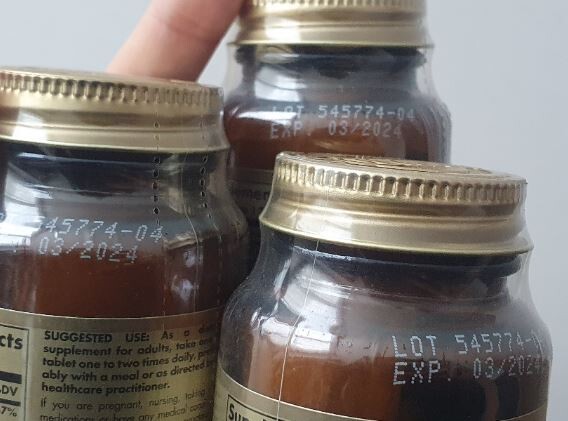 LOT 545774-04
EXP. 03/2024
45774-04
03/2024
SUGGESTED USE: As a
supplement for adults, take
tablet one to two times daily,
ably with a meal or as directed
healthcare practitioner.
If you are pregnant, nursing, taking
medications or have any medical
cts
DV
7%
LOT 545774-
EXP. 03/202